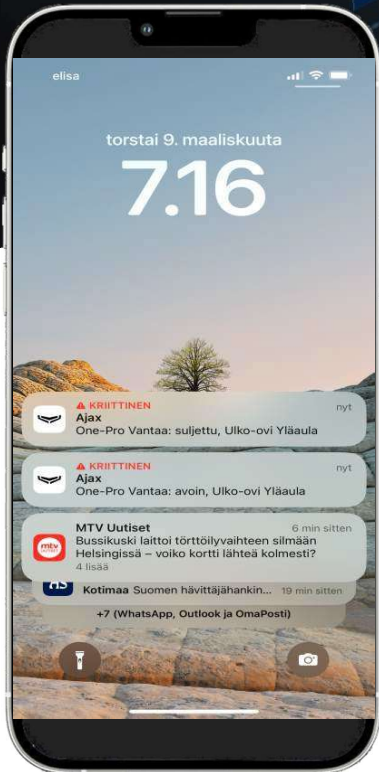 elisa
torstai 9. maaliskuuta
7.16
KRIITTINEN nyt
Ajax
One-Pro Vantaa: suljettu, Ulko-ovi Yläaula
KRIITTINEN nyt
Ajax
One-Pro Vantaa: avoin, Ulko-ovi Yläaula
mtv
MTV Uutiset 6 min sitten
Bussikuski laittoi törttöilyvaihteen silmään
Helsingissä – voiko kortti lähteä kolmesti?
4 lisää
Kotimaa Suomen hävittäjähankin... 19 min sitten
+7 (WhatsApp, Outlook ja OmaPosti)